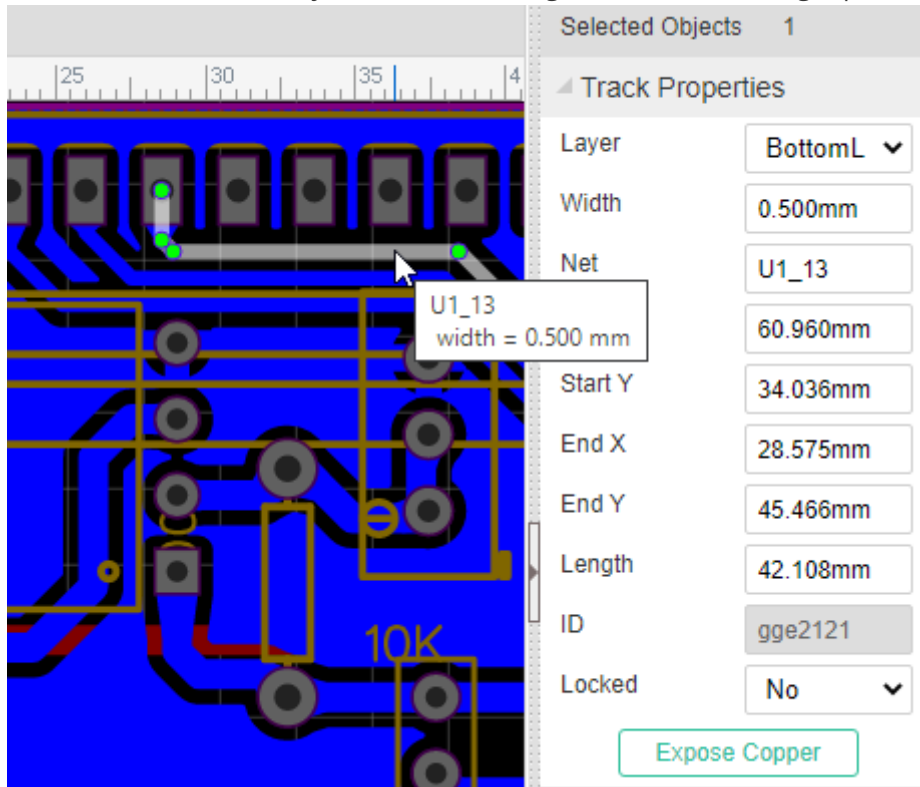 Selected Objects 1
25 30 35 4
Track Properties
Layer BottomL
Width 0.500mm
Net U1_13
U1_13
width = 0.500 mm
60.960mm
Start Y 34.036mm
End X 28.575mm
End Y 45.466mm
Length 42.108mm
ID gge2121
10K
Locked No
Expose Copper